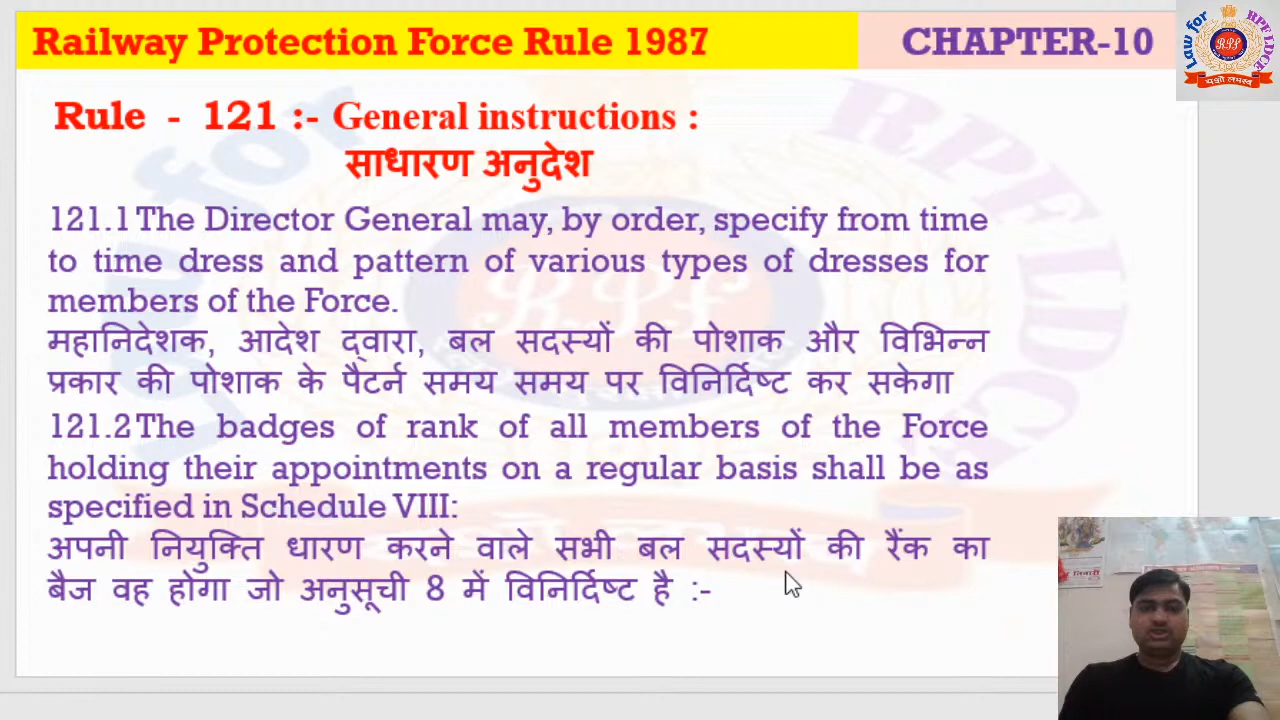 Railway Protection Force Rule 1987
CHAPTER-10
Law for RPF LDCE
RPF
यशो लभस्व
Rule - 121 :- General instructions :
साधारण अनुदेश
121.1 The Director General may, by order, specify from time
to time dress and pattern of various types of dresses for
members of the Force.
महानिदेशक, आदेश द्वारा, बल सदस्यों की पोशाक और विभिन्न
प्रकार की पोशाक के पैटर्न समय समय पर विनिर्दिष्ट कर सकेगा
121.2 The badges of rank of all members of the Force
holding their appointments on a regular basis shall be as
specified in Schedule VIII:
अपनी नियुक्ति धारण करने वाले सभी बल सदस्यों की रैंक का
बैज वह होगा जो अनुसूची 8 में विनिर्दिष्ट है :-